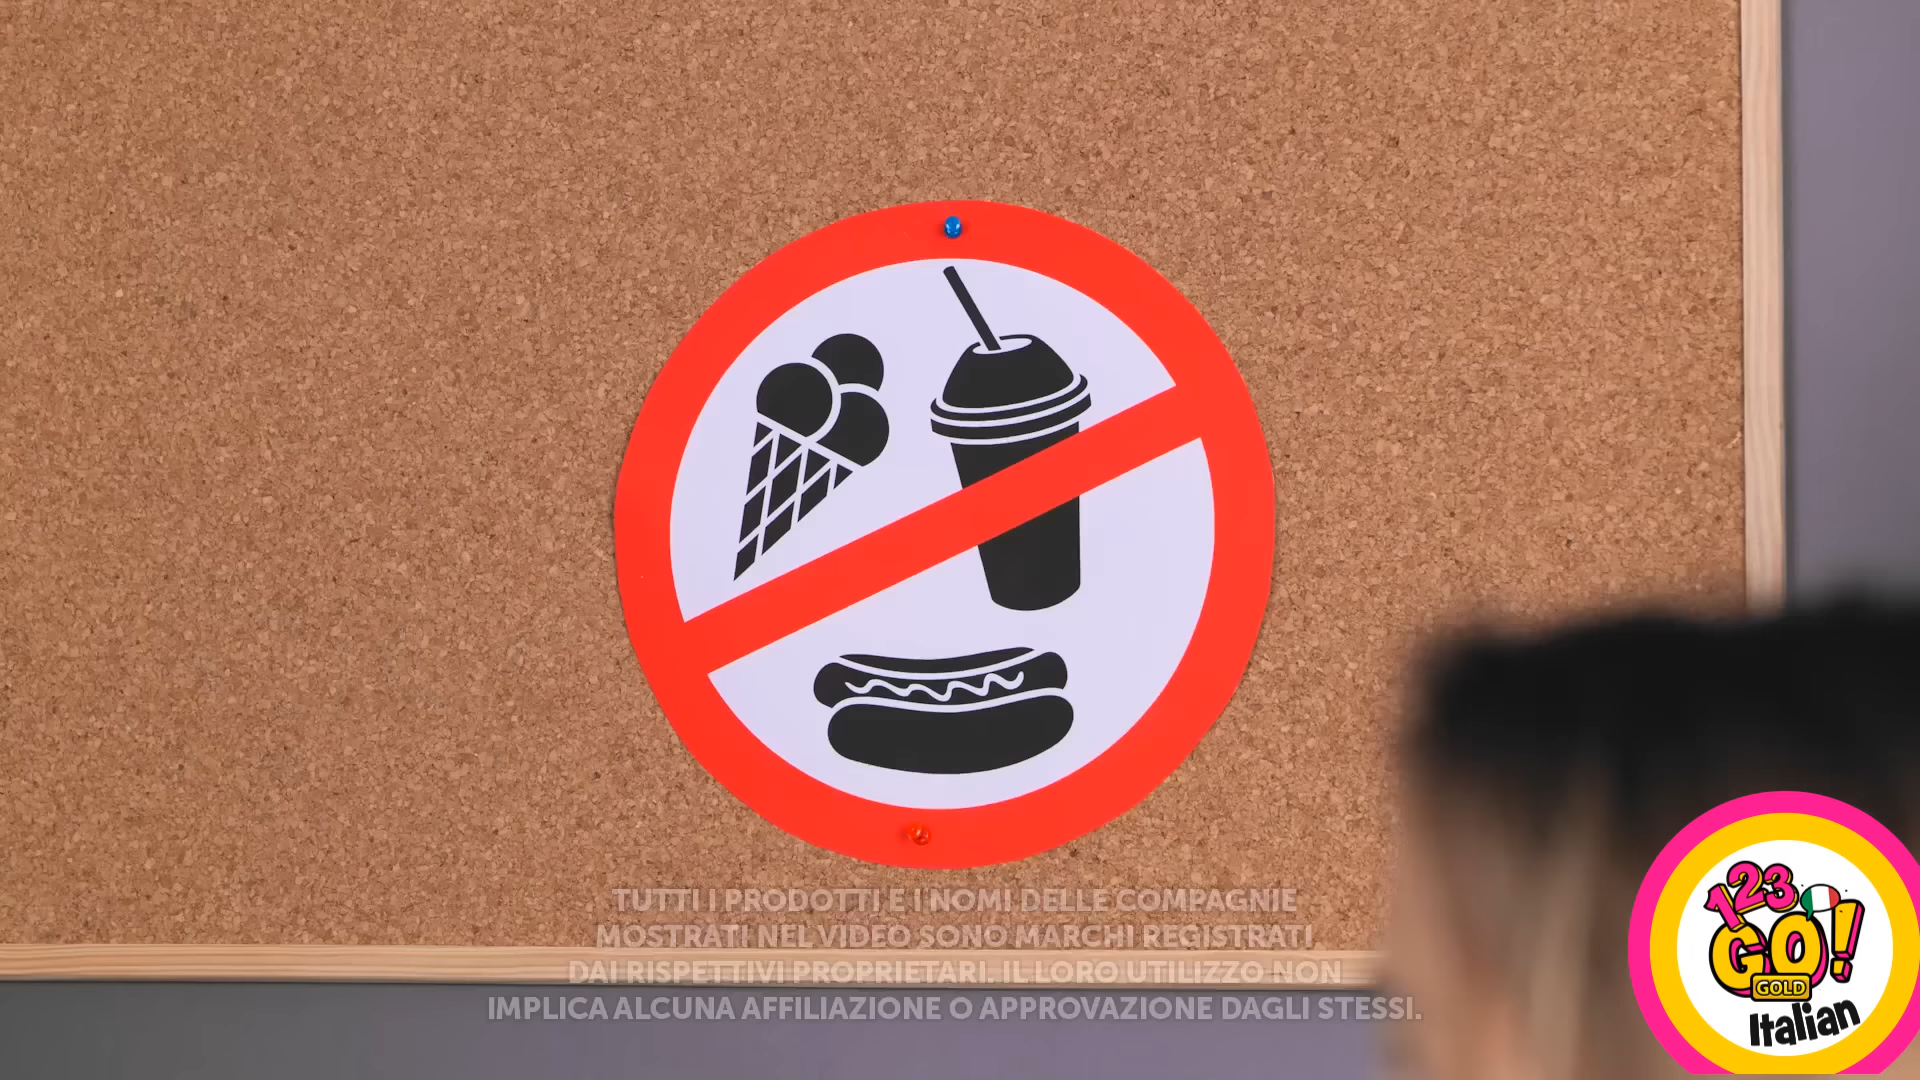 TUTTI I PRODOTTI E I NOMI DELLE COMPAGNIE
MOSTRATI NEL VIDEO SONO MARCHI REGISTRATI
DAI RISPETTIVI PROPRIETARI. IL LORO UTILIZZO NON
IMPLICA ALCUNA AFFILIAZIONE O APPROVAZIONE DAGLI STESSI.
123
GO!
GOLD
Italian